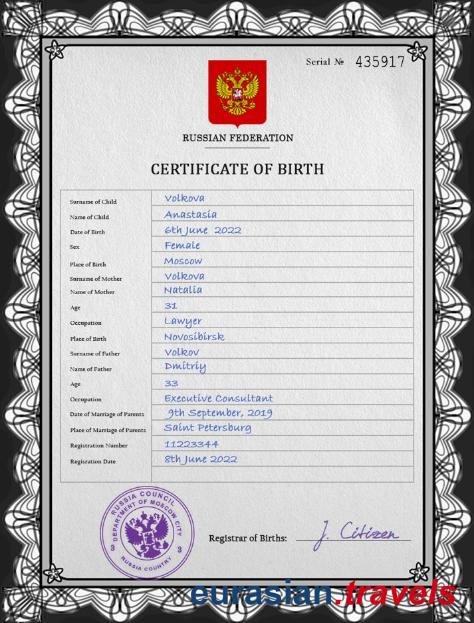 Serial № 435917
RUSSIAN FEDERATION
CERTIFICATE OF BIRTH
Surname of Child Volkova
Name of Child Anastasia
Date of Birth 6th June 2022
Sex Female
Place of Birth Moscow
Surname of Mother Volkova
Name of Mother Natalia
Age 31
Occupation Lawyer
Place of Birth Novosibirsk
Surname of Father Volkov
Name of Father Dmitriy
Age 33
Occupation Executive Consultant
Date of Marriage of Parents 9th September, 2019
Place of Marriage of Parents Saint Petersburg
Registration Number 11223344
Registration Date 8th June 2022
RUSSIA COUNCIL
DEPARTMENT OF MOSCOW CITY
RUSSIA COUNTRY
Registrar of Births: J. Citizen
eurasian.travels